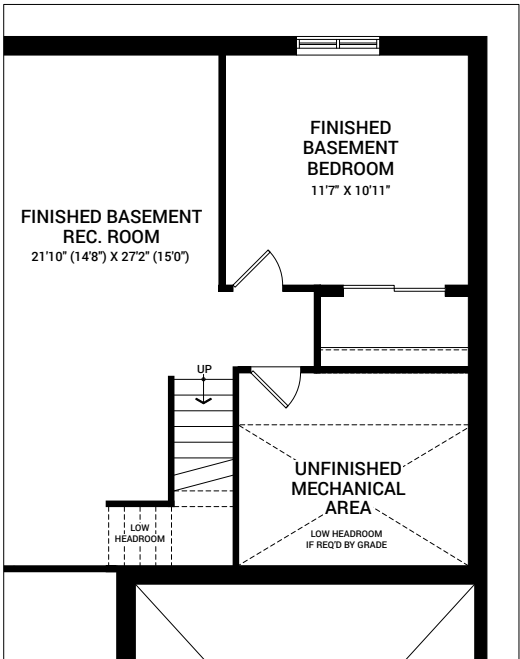 FINISHED
BASEMENT
BEDROOM
11'7" X 10'11"
FINISHED BASEMENT
REC. ROOM
21'10" (14'8") X 27'2" (15'0")
UP
UNFINISHED
MECHANICAL
AREA
LOW HEADROOM
IF REQ'D BY GRADE
LOW
HEADROOM